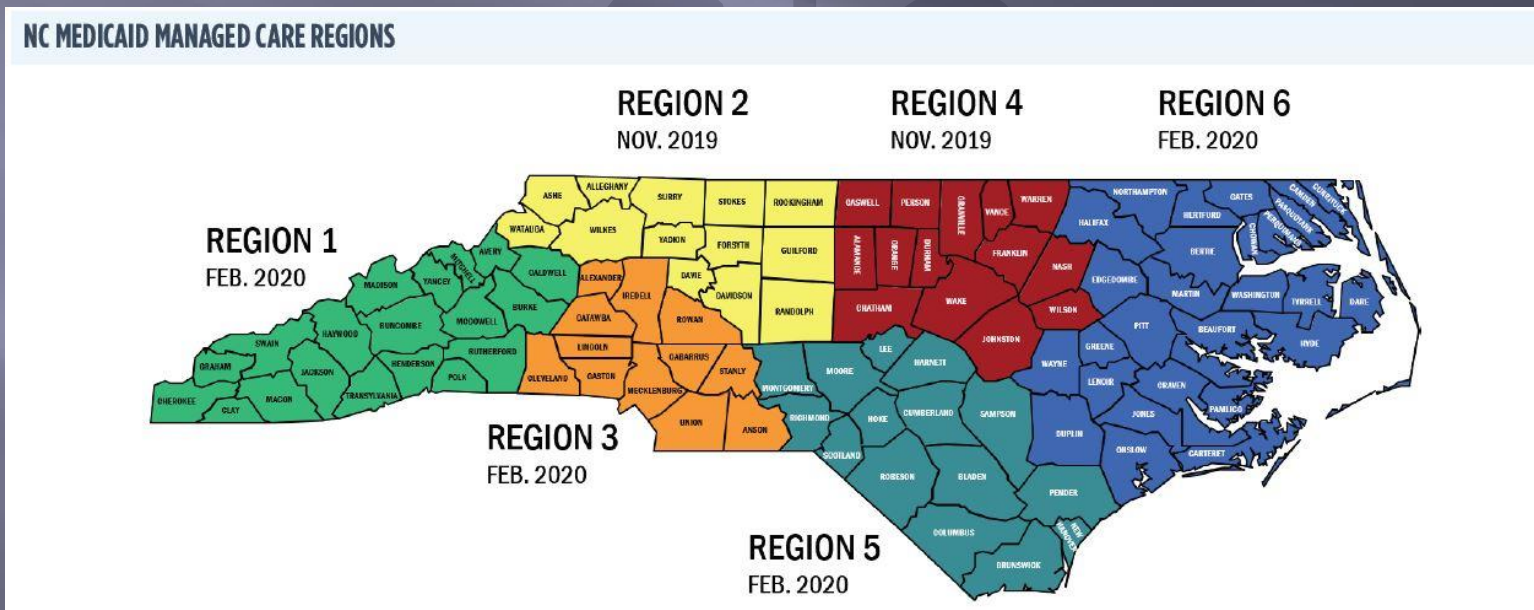 NC MEDICAID MANAGED CARE REGIONS
REGION 2
NOV. 2019
REGION 4
NOV. 2019
REGION 6
FEB. 2020
REGION 1
FEB. 2020
REGION 3
FEB. 2020
REGION 5
FEB. 2020
ASHE
ALLEGHANY
SURRY
STOKES
ROCKINGHAM
WATAUGA
WILKES
YADKIN
FORSYTH
GUILFORD
DAVIE
DAVIDSON
RANDOLPH
CASWELL
PERSON
GRANVILLE
VANCE
WARREN
ALAMANCE
ORANGE
DURHAM
FRANKLIN
NASH
CHATHAM
WAKE
WILSON
JOHNSTON
NORTHAMPTON
GATES
CAMDEN
CURRITUCK
PASQUOTANK
PERQUIMANS
HALIFAX
HERTFORD
CHOWAN
BERTIE
EDGECOMBE
MARTIN
WASHINGTON
TYRRELL
DARE
PITT
BEAUFORT
HYDE
WAYNE
GREENE
LENOIR
CRAVEN
PAMLICO
JONES
DUPLIN
ONSLOW
CARTERET
AVERY
MITCHELL
CALDWELL
MADISON
YANCEY
BURKE
HAYWOOD
BUNCOMBE
MCDOWELL
SWAIN
RUTHERFORD
GRAHAM
JACKSON
HENDERSON
POLK
CHEROKEE
CLAY
MACON
TRANSYLVANIA
ALEXANDER
IREDELL
CATAWBA
ROWAN
LINCOLN
CABARRUS
CLEVELAND
GASTON
MECKLENBURG
STANLY
UNION
ANSON
LEE
HARNETT
MONTGOMERY
MOORE
RICHMOND
HOKE
CUMBERLAND
SAMPSON
SCOTLAND
ROBESON
BLADEN
PENDER
COLUMBUS
NEW
HANOVER
BRUNSWICK